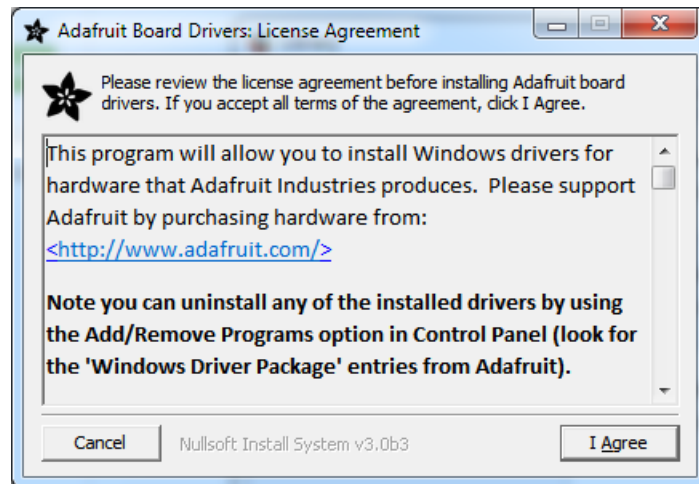 Adafruit Board Drivers: License Agreement
Please review the license agreement before installing Adafruit board
drivers. If you accept all terms of the agreement, click I Agree.
This program will allow you to install Windows drivers for
hardware that Adafruit Industries produces.  Please support
Adafruit by purchasing hardware from:
<http://www.adafruit.com/>
Note you can uninstall any of the installed drivers by using
the Add/Remove Programs option in Control Panel (look for
the 'Windows Driver Package' entries from Adafruit).
Cancel
Nullsoft Install System v3.0b3
I Agree